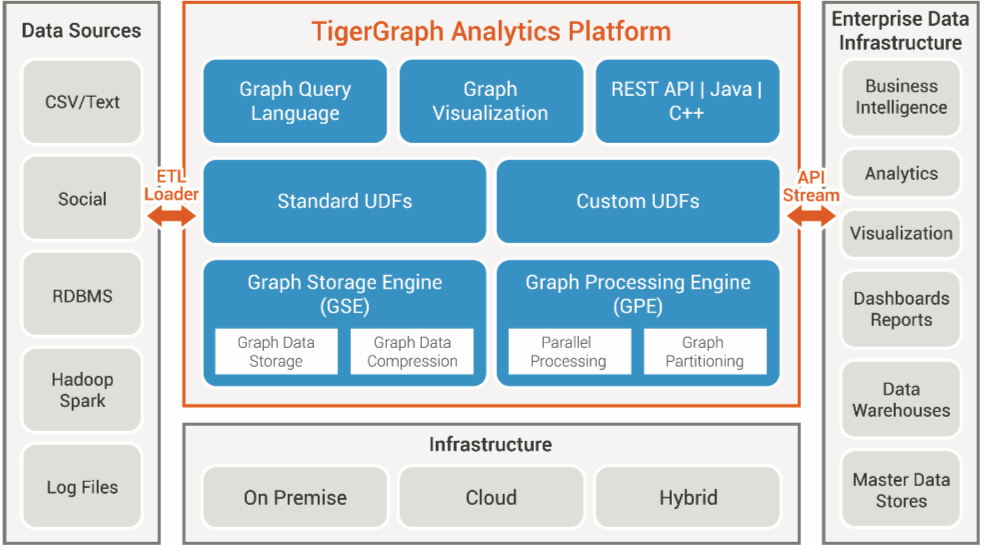 Data Sources
CSV/Text
Social
RDBMS
Hadoop
Spark
Log Files
ETL
Loader
TigerGraph Analytics Platform
Graph Query
Language
Graph
Visualization
REST API | Java |
C++
Standard UDFs
Custom UDFs
Graph Storage Engine
(GSE)
Graph Data
Storage
Graph Data
Compression
Graph Processing Engine
(GPE)
Parallel
Processing
Graph
Partitioning
Infrastructure
On Premise
Cloud
Hybrid
API
Stream
Enterprise Data
Infrastructure
Business
Intelligence
Analytics
Visualization
Dashboards
Reports
Data
Warehouses
Master Data
Stores